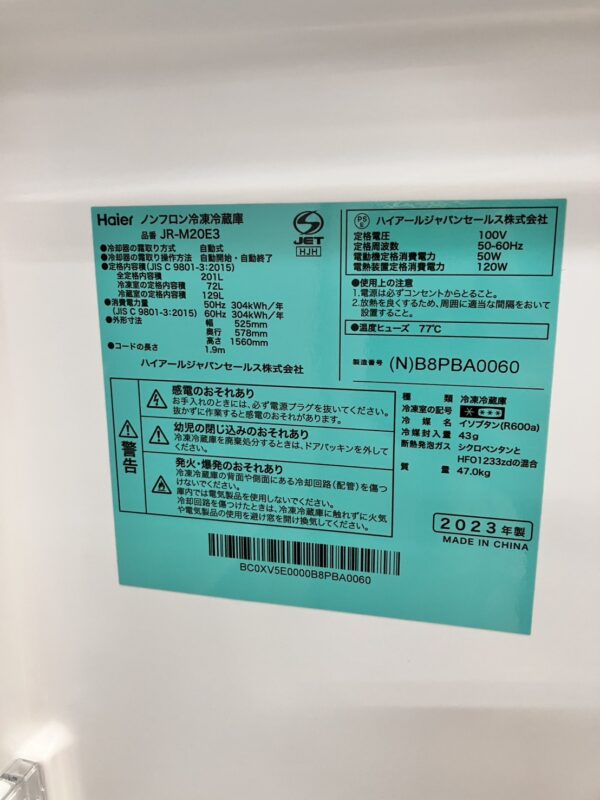 Haier ノンフロン冷凍冷蔵庫
品番 JR-M20E3
●冷却器の霜取り方式 自動式
●冷却器の霜取り操作方法 自動開始・自動終了
●定格内容積(JIS C 9801-3:2015)
全定格内容積 201L
冷凍室の定格内容積 72L
冷蔵室の定格内容積 129L
●消費電力量 50Hz 304kWh/年
(JIS C 9801-3:2015) 60Hz 304kWh/年
●外形寸法 幅 525mm
奥行 578mm
高さ 1560mm
●コードの長さ 1.9m
ハイアールジャパンセールス株式会社
S
JET
HJH
PS
E
ハイアールジャパンセールス株式会社
定格電圧 100V
定格周波数 50-60Hz
電動機定格消費電力 50W
電熱装置定格消費電力 120W
●使用上の注意
1.電源は必ずコンセントからとること。
2.放熱を良くするため、周囲に適当な間隔をおいて
設置すること。
●温度ヒューズ 77℃
製造番号 (N)B8PBA0060
警告
感電のおそれあり
お手入れのときには、必ず電源プラグを抜いてください。
抜かずに作業すると感電のおそれがあります。
幼児の閉じ込みのおそれあり
冷凍冷蔵庫を廃棄処分するときは、ドアパッキンを外して
ください。
発火・爆発のおそれあり
冷凍冷蔵庫の背面や側面にある冷却回路(配管)を傷つ
けないでください。
庫内では電気製品を使用しないでください。
冷却回路を傷つけたときは、冷凍冷蔵庫に触れずに火気
や電気製品の使用を避け窓を開け換気してください。
種類 冷凍冷蔵庫
冷凍室の記号
冷媒名 イソブタン(R600a)
冷媒封入量 43g
断熱発泡ガス シクロペンタンと
HFO1233zdの混合
質量 47.0kg
2023年製
MADE IN CHINA
BC0XV5E0000B8PBA0060